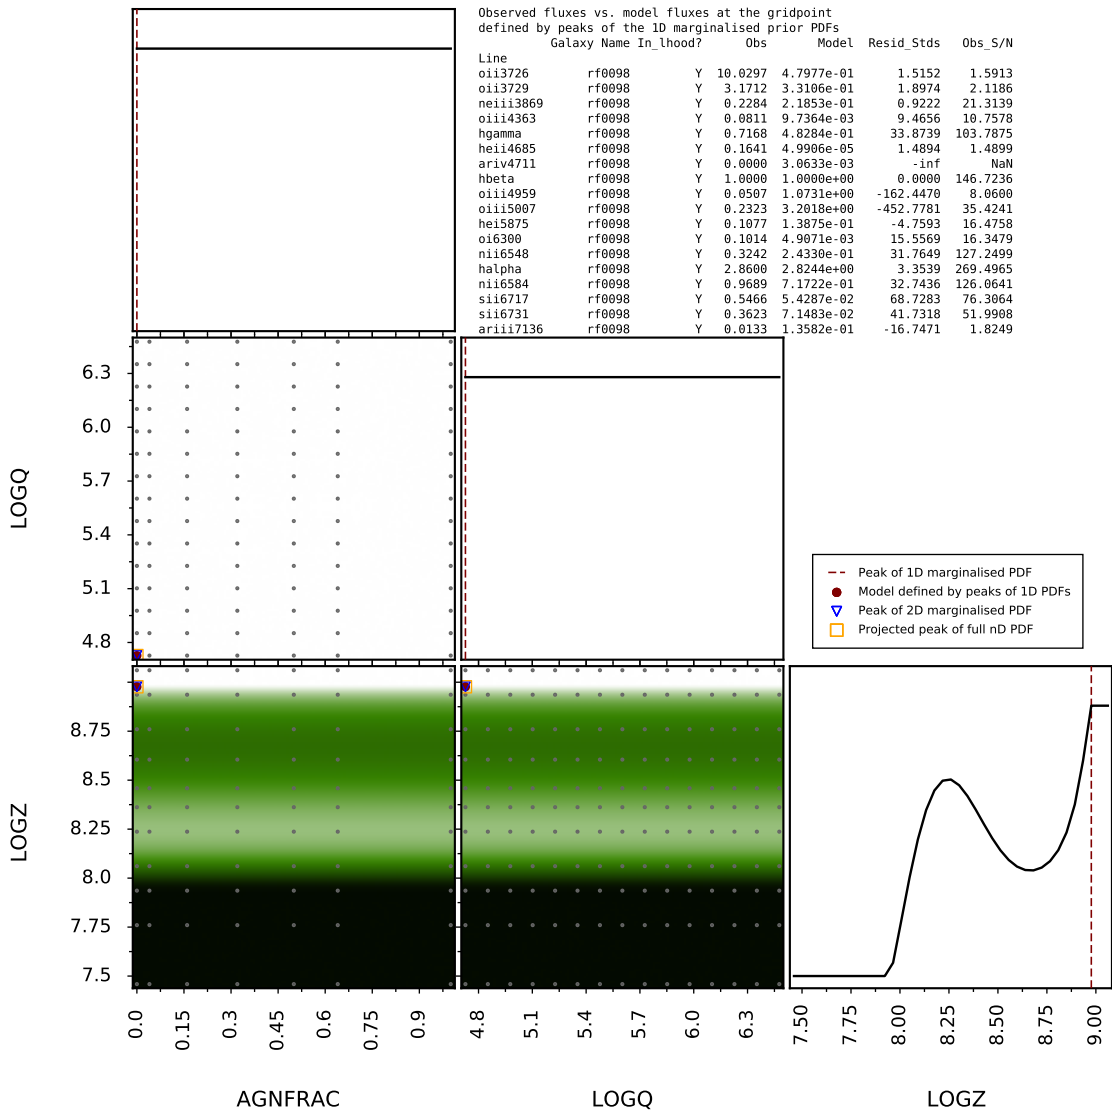 Observed fluxes vs. model fluxes at the gridpoint
defined by peaks of the 1D marginalised prior PDFs
Galaxy Name In_lhood? Obs Model Resid_Stds Obs_S/N
Line
oii3726 rf0098 Y 10.0297 4.7977e-01 1.5152 1.5913
oii3729 rf0098 Y 3.1712 3.3106e-01 1.8974 2.1186
neiii3869 rf0098 Y 0.2284 2.1853e-01 0.9222 21.3139
oiii4363 rf0098 Y 0.0811 9.7364e-03 9.4656 10.7578
hgamma rf0098 Y 0.7168 4.8284e-01 33.8739 103.7875
heii4685 rf0098 Y 0.1641 4.9906e-05 1.4894 1.4899
ariv4711 rf0098 Y 0.0000 3.0633e-03 -inf NaN
hbeta rf0098 Y 1.0000 1.0000e+00 0.0000 146.7236
oiii4959 rf0098 Y 0.0507 1.0731e+00 -162.4470 8.0600
oiii5007 rf0098 Y 0.2323 3.2018e+00 -452.7781 35.4241
hei5875 rf0098 Y 0.1077 1.3875e-01 -4.7593 16.4758
oi6300 rf0098 Y 0.1014 4.9071e-03 15.5569 16.3479
nii6548 rf0098 Y 0.3242 2.4330e-01 31.7649 127.2499
halpha rf0098 Y 2.8600 2.8244e+00 3.3539 269.4965
nii6584 rf0098 Y 0.9689 7.1722e-01 32.7436 126.0641
sii6717 rf0098 Y 0.5466 5.4287e-02 68.7283 76.3064
sii6731 rf0098 Y 0.3623 7.1483e-02 41.7318 51.9908
ariii7136 rf0098 Y 0.0133 1.3582e-01 -16.7471 1.8249
LOGQ
6.3
6.0
5.7
5.4
5.1
4.8
Peak of 1D marginalised PDF
Model defined by peaks of 1D PDFs
Peak of 2D marginalised PDF
Projected peak of full nD PDF
LOGZ
8.75
8.5
8.25
8.0
7.75
7.5
0.0 0.15 0.3 0.45 0.6 0.75 0.9
4.8 5.1 5.4 5.7 6.0 6.3
7.50 7.75 8.00 8.25 8.50 8.75 9.00
AGNFRAC LOGQ LOGZ